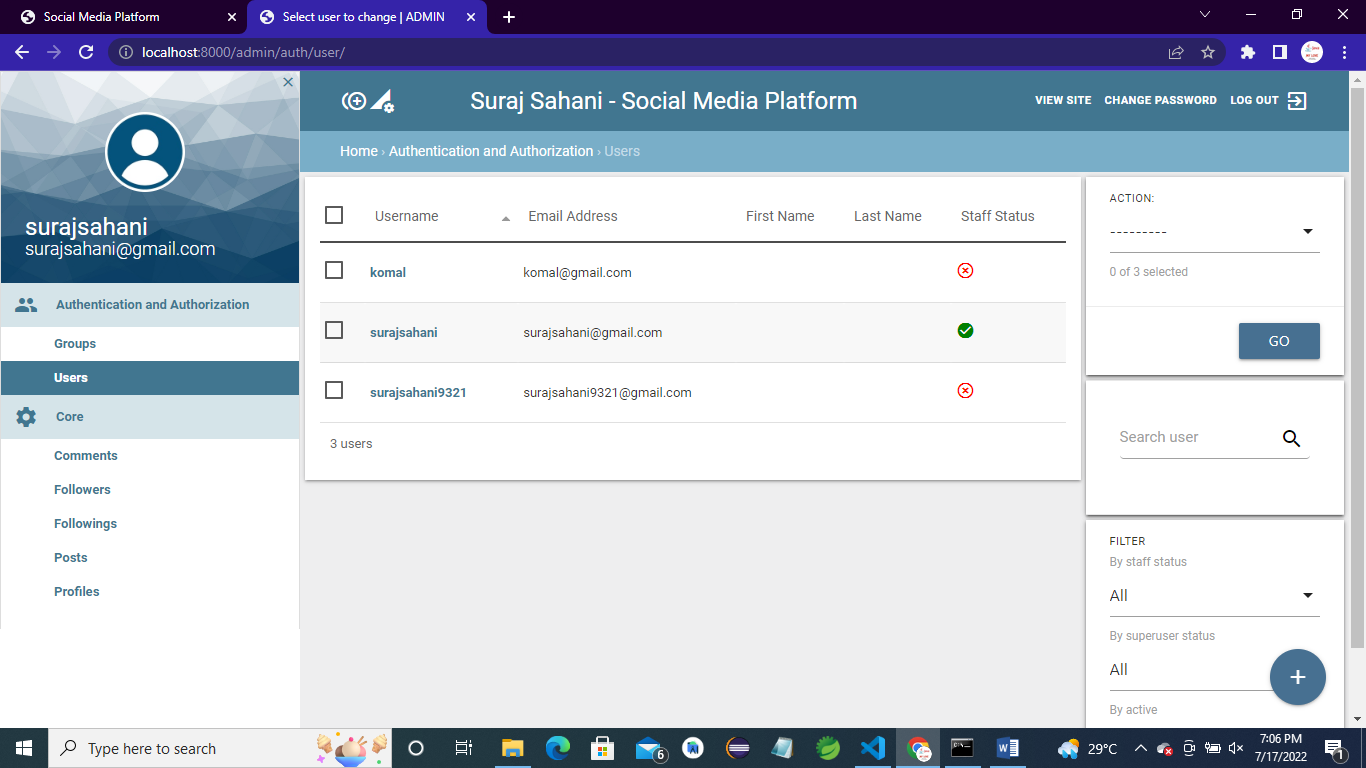 Social Media Platform
Select user to change | ADMIN
localhost:8000/admin/auth/user/
surajsahani
surajsahani@gmail.com
Authentication and Authorization
Groups
Users
Core
Comments
Followers
Followings
Posts
Profiles
Suraj Sahani - Social Media Platform
VIEW SITE CHANGE PASSWORD LOG OUT
Home › Authentication and Authorization › Users
Username Email Address First Name Last Name Staff Status
komal komal@gmail.com
surajsahani surajsahani@gmail.com
surajsahani9321 surajsahani9321@gmail.com
3 users
ACTION:
---------
0 of 3 selected
GO
Search user
FILTER
By staff status
All
By superuser status
All
By active
Type here to search
6
29°C
7:06 PM
7/17/2022
1